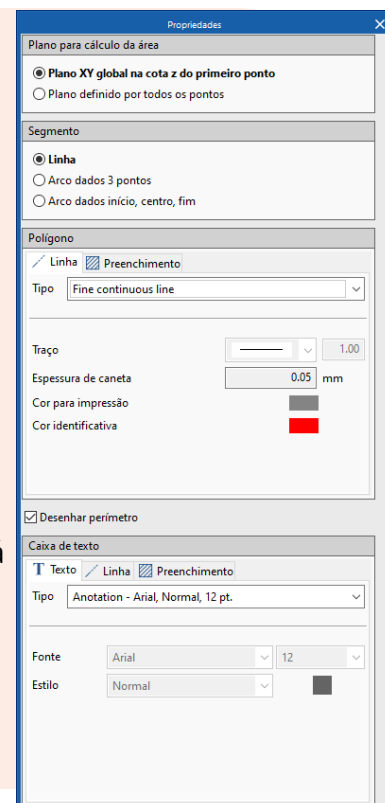 Propriedades
Plano para cálculo da área
Plano XY global na cota z do primeiro ponto
Plano definido por todos os pontos
Segmento
Linha
Arco dados 3 pontos
Arco dados início, centro, fim
Polígono
Linha Preenchimento
Tipo Fine continuous line
Traço 1.00
Espessura de caneta 0.05 mm
Cor para impressão
Cor identificativa
Desenhar perímetro
Caixa de texto
T Texto Linha Preenchimento
Tipo Anotation - Arial, Normal, 12 pt.
Fonte Arial 12
Estilo Normal